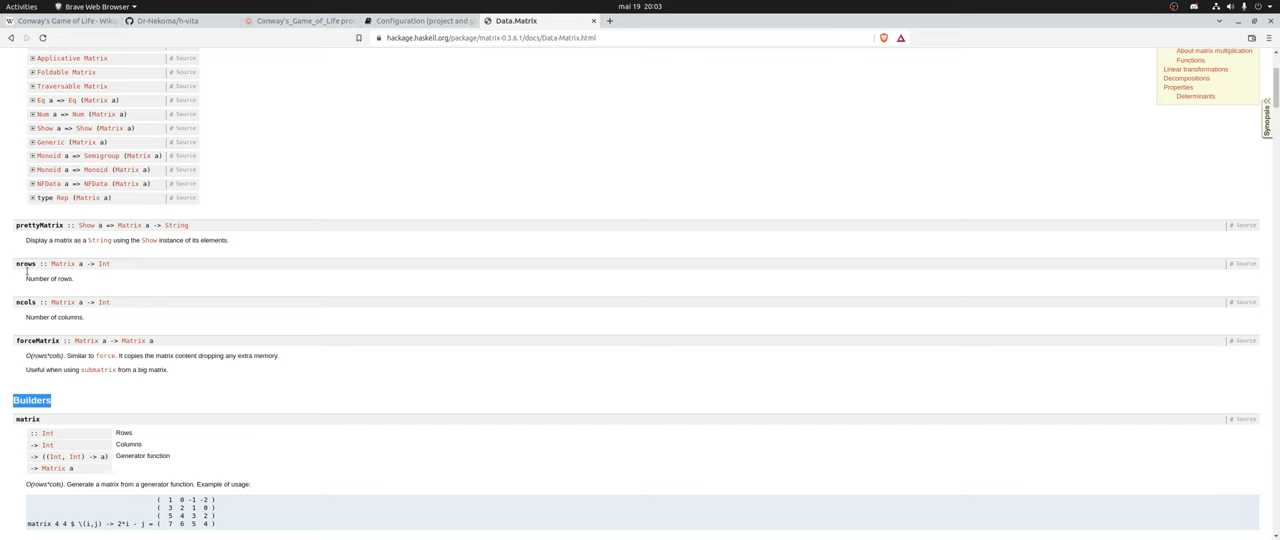 Activities
Brave Web Browser
mai 19 20:03
Conway's Game of Life - Wiki
Dr-Nekoma/h-vita
Conway's_Game_of_Life pro
Configuration (project and g
Data.Matrix
hackage.haskell.org/package/matrix-0.3.6.1/docs/Data-Matrix.html
Applicative Matrix # Source
Foldable Matrix # Source
Traversable Matrix # Source
Eq a => Eq (Matrix a) # Source
Num a => Num (Matrix a) # Source
Show a => Show (Matrix a) # Source
Generic (Matrix a) # Source
Monoid a => Semigroup (Matrix a) # Source
Monoid a => Monoid (Matrix a) # Source
NFData a => NFData (Matrix a) # Source
type Rep (Matrix a) # Source
About matrix multiplication
Functions
Linear transformations
Decompositions
Properties
Determinants
Synopsis
prettyMatrix :: Show a => Matrix a -> String # Source
Display a matrix as a String using the Show instance of its elements.
nrows :: Matrix a -> Int # Source
Number of rows.
ncols :: Matrix a -> Int # Source
Number of columns.
forceMatrix :: Matrix a -> Matrix a # Source
O(rows*cols). Similar to force. It copies the matrix content dropping any extra memory.
Useful when using submatrix from a big matrix.
Builders
matrix # Source
:: Int Rows
-> Int Columns
-> ((Int, Int) -> a) Generator function
-> Matrix a
O(rows*cols). Generate a matrix from a generator function. Example of usage:
( 1 0 -1 -2 )
( 3 2 1 0 )
( 5 4 3 2 )
matrix 4 4 $ \(i,j) -> 2*i - j = ( 7 6 5 4 )